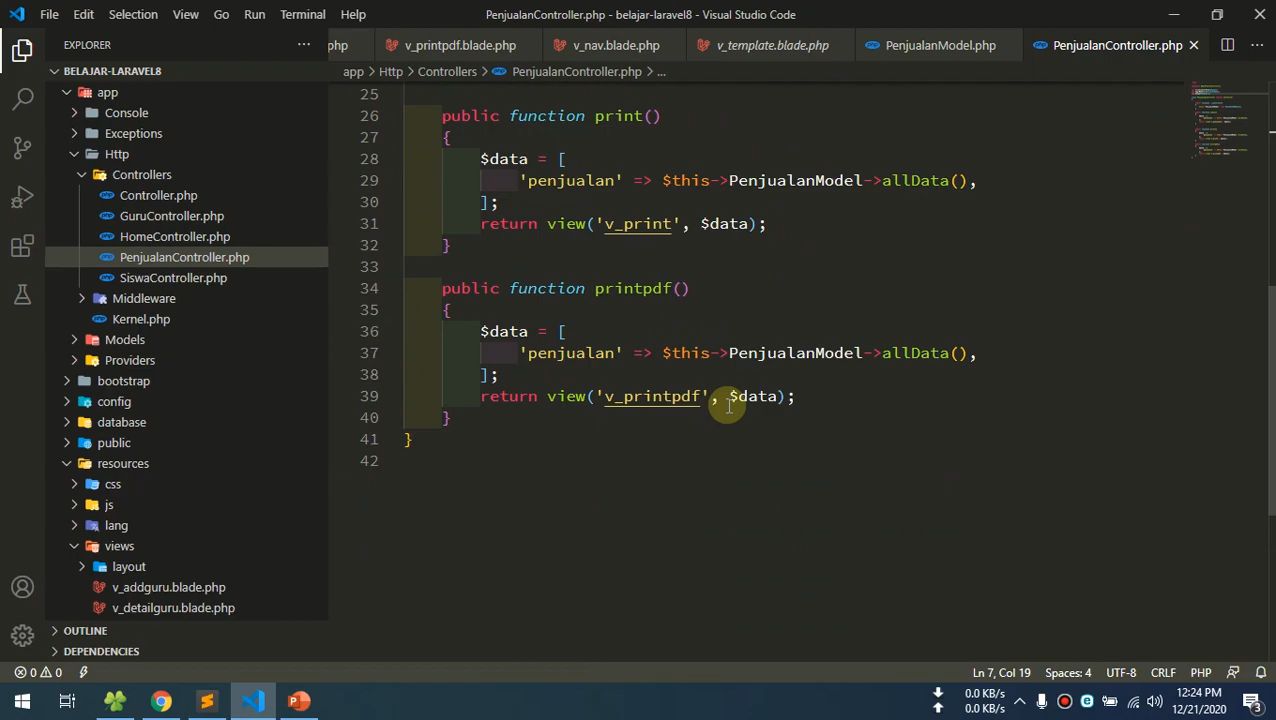 File Edit Selection View Go Run Terminal Help PenjualanController.php - belajar-laravel8 - Visual Studio Code
EXPLORER
php v_printpdf.blade.php v_nav.blade.php v_template.blade.php PenjualanModel.php PenjualanController.php
BELAJAR-LARAVEL8
app
Console
Exceptions
Http
Controllers
Controller.php
GuruController.php
HomeController.php
PenjualanController.php
SiswaController.php
Middleware
Kernel.php
Models
Providers
bootstrap
config
database
public
resources
css
js
lang
views
layout
v_addguru.blade.php
v_detailguru.blade.php
OUTLINE
DEPENDENCIES
app > Http > Controllers > PenjualanController.php > ...
25
26 public function print()
27 {
28 $data = [
29 'penjualan' => $this->PenjualanModel->allData(),
30 ];
31 return view('v_print', $data);
32 }
33
34 public function printpdf()
35 {
36 $data = [
37 'penjualan' => $this->PenjualanModel->allData(),
38 ];
39 return view('v_printpdf', $data);
40 }
41 }
42
0 0 Ln 7, Col 19 Spaces: 4 UTF-8 CRLF PHP
0.0 KB/s
0.0 KB/s
12:24 PM
12/21/2020
3